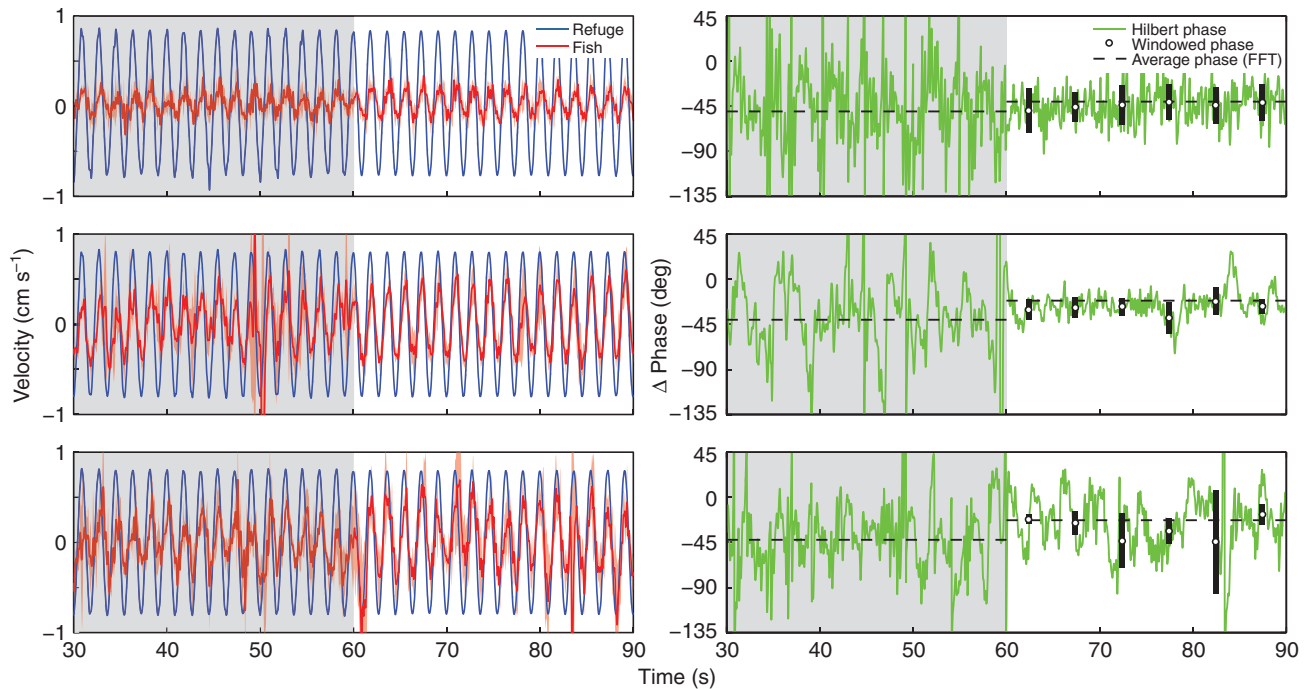 Refuge
Fish
1
0
−1
1
0
−1
1
0
−1
Velocity (cm s−1)
30 40 50 60 70 80 90
Hilbert phase
Windowed phase
Average phase (FFT)
45
0
−45
−90
−135
45
0
−45
−90
−135
45
0
−45
−90
−135
Δ Phase (deg)
30 40 50 60 70 80 90
Time (s)